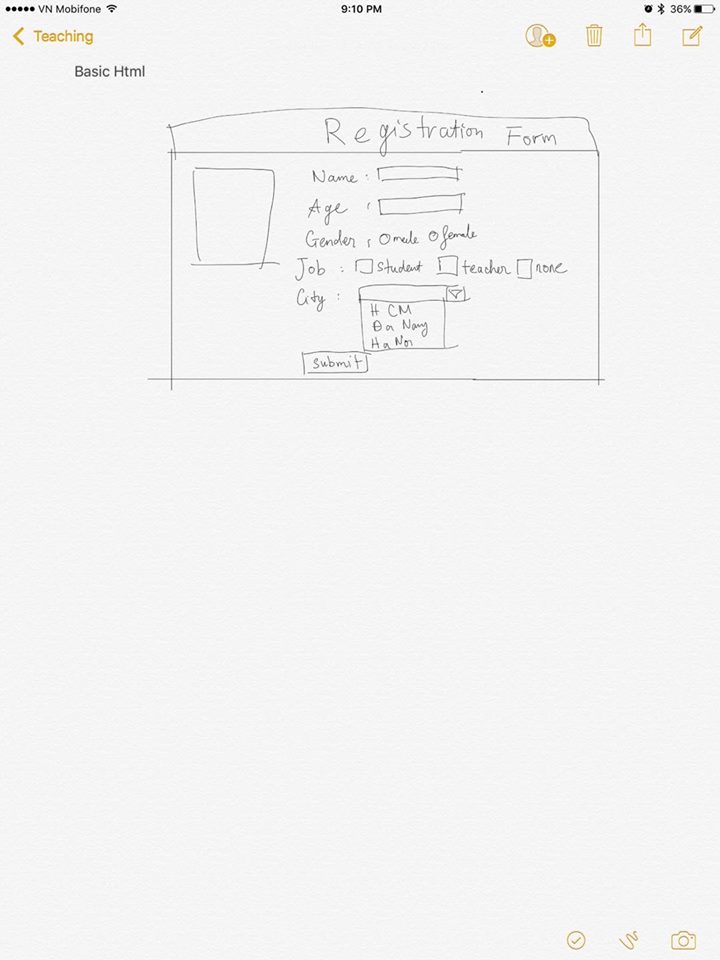 VN Mobifone 9:10 PM 36%
Teaching
Basic Html
Registration Form
Name :
Age :
Gender : male female
Job : student teacher none
City :
H CM
Đa Nang
Ha Noi
submit